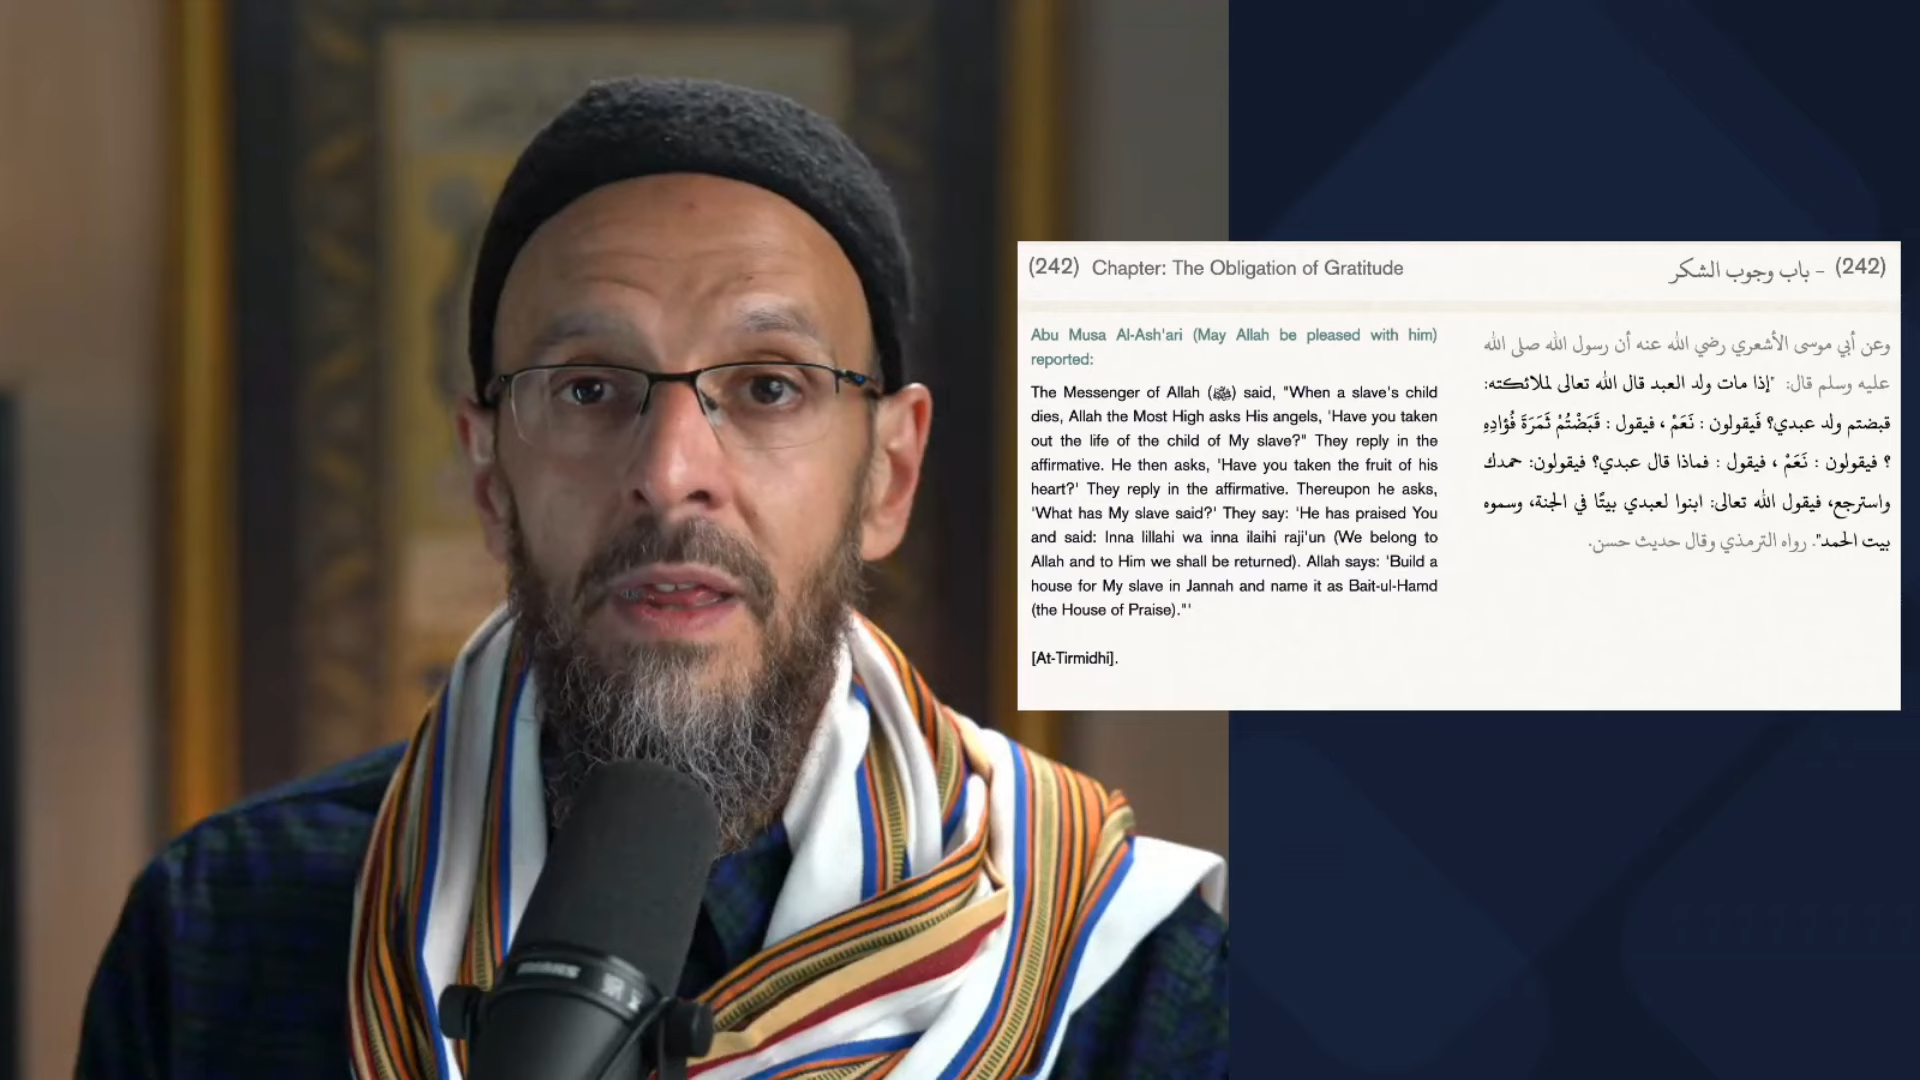 (242) Chapter: The Obligation of Gratitude
(242) - باب وجوب الشكر
Abu Musa Al-Ash'ari (May Allah be pleased with him)
reported:
The Messenger of Allah (ﷺ) said, "When a slave's child
dies, Allah the Most High asks His angels, 'Have you taken
out the life of the child of My slave?" They reply in the
affirmative. He then asks, 'Have you taken the fruit of his
heart?' They reply in the affirmative. Thereupon he asks,
'What has My slave said?' They say: 'He has praised You
and said: Inna lillahi wa inna ilaihi raji'un (We belong to
Allah and to Him we shall be returned). Allah says: 'Build a
house for My slave in Jannah and name it as Bait-ul-Hamd
(the House of Praise)."'
[At-Tirmidhi].
وعن أبي موسى الأشعري رضي الله عنه أن رسول الله صلى الله
عليه وسلم قال: "إذا مات ولد العبد قال الله تعالى لملائكته:
قبضتم ولد عبدي؟ فَيقولون : نَعَمْ ، فيقول : قَبَضْتُمْ ثَمَرَةَ فُؤادِهِ
؟ فيقولون : نَعَمْ ، فيقول : فماذا قال عبدي؟ فيقولون: حمدك
واسترجع، فيقول الله تعالى: ابنوا لعبدي بيتًا في الجنة، وسموه
بيت الحمد". رواه الترمذي وقال حديث حسن.